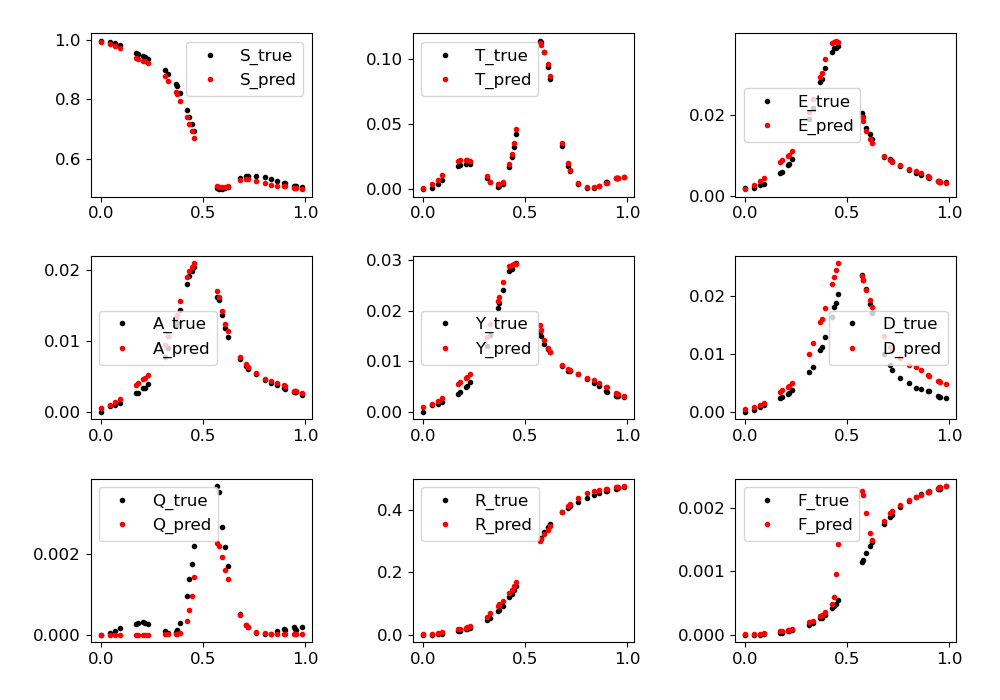 1.0
0.8
0.6
0.0 0.5 1.0
S_true
S_pred
0.10
0.05
0.00
0.0 0.5 1.0
T_true
T_pred
0.02
0.00
0.0 0.5 1.0
E_true
E_pred
0.02
0.01
0.00
0.0 0.5 1.0
A_true
A_pred
0.03
0.02
0.01
0.00
0.0 0.5 1.0
Y_true
Y_pred
0.02
0.01
0.00
0.0 0.5 1.0
D_true
D_pred
0.002
0.000
0.0 0.5 1.0
Q_true
Q_pred
0.4
0.2
0.0
0.0 0.5 1.0
R_true
R_pred
0.002
0.001
0.000
0.0 0.5 1.0
F_true
F_pred